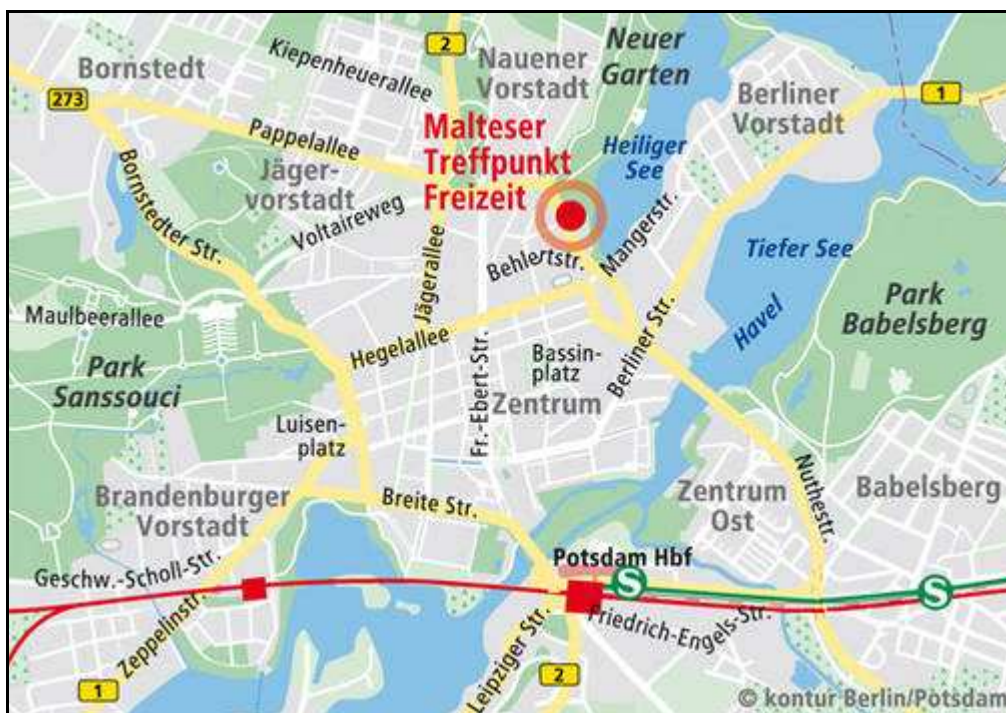 2
Neuer
Garten
Kiepenheuerallee
Nauener
Vorstadt
Bornstedt
273
Berliner
Vorstadt
1
Pappelallee
Malteser
Treffpunkt
Freizeit
Heiliger
See
Jäger-
vorstadt
Bornstedter Str.
Voltaireweg
Mangerstr.
Behlertstr.
Tiefer See
Jägerallee
Maulbeerallee
Park
Babelsberg
Havel
Hegelallee
Park
Sanssouci
Fr.-Ebert-Str.
Bassin-
platz
Berliner Str.
Zentrum
Luisen-
platz
Nuthestr.
Brandenburger
Vorstadt
Breite Str.
Zentrum
Ost
Babelsberg
Potsdam Hbf
Geschw.-Scholl-Str.
S
S
Zeppelinstr.
Leipziger Str.
Friedrich-Engels-Str.
1
2
© kontur Berlin/Potsdam